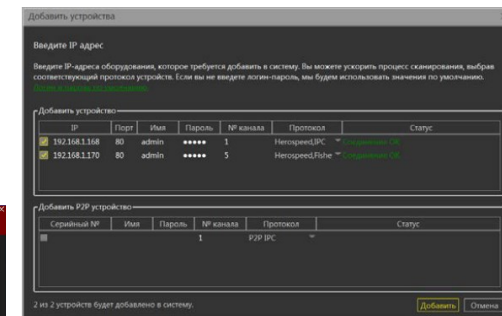 Добавить устройства
Введите IP адрес
Введите IP-адреса оборудования, которое требуется добавить в систему. Вы можете ускорить процесс сканирования, выбрав
соответствующий протокол устройств. Если вы не введете логин-пароль, мы будем использовать значения по умолчанию.
Добавить устройство
IP Порт Имя Пароль № канала Протокол Статус
192.168.1.168 80 admin ●●●●● 1 Herospeed,IPC Соединение ОК
192.168.1.170 80 admin ●●●●● 5 Herospeed,Fishe Соединение ОК
Добавить P2P устройство
Серийный № Имя Пароль № канала Протокол Статус
1 P2P IPC
2 из 2 устройств будет добавлено в систему.
Добавить Отмена